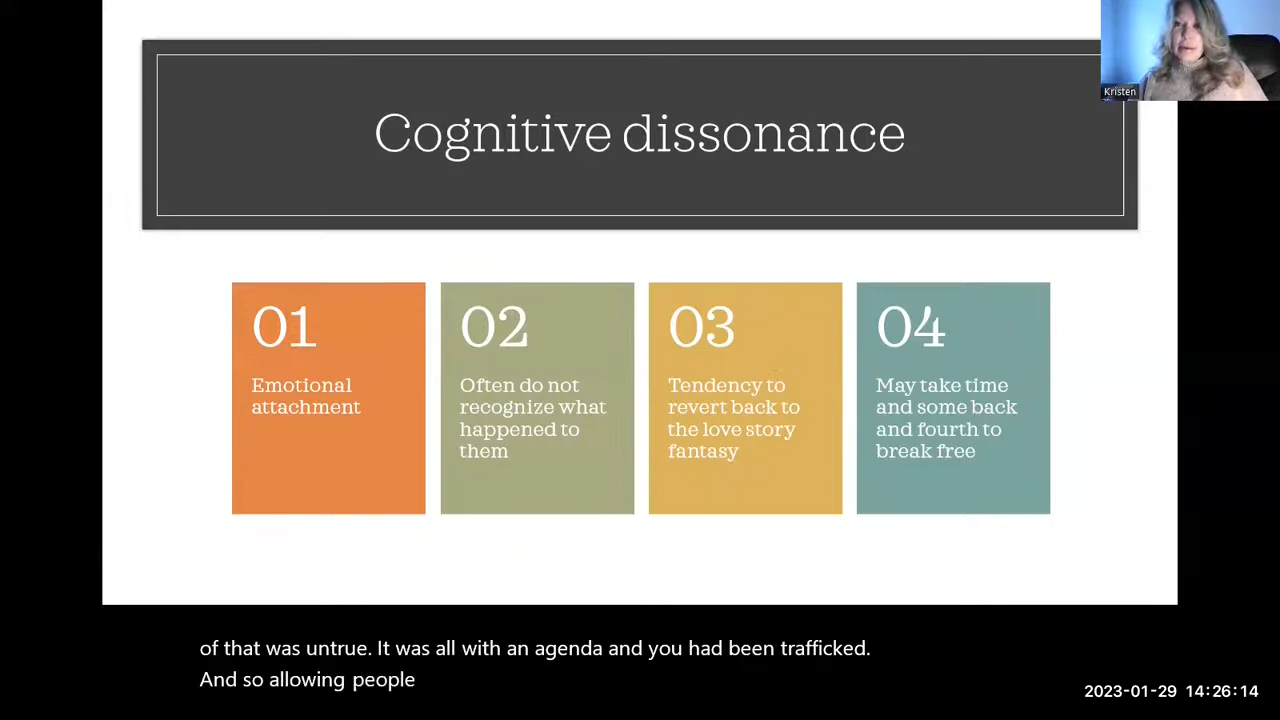 Kristen
Cognitive dissonance
01
Emotional
attachment
02
Often do not
recognize what
happened to
them
03
Tendency to
revert back to
the love story
fantasy
04
May take time
and some back
and fourth to
break free
of that was untrue. It was all with an agenda and you had been trafficked.
And so allowing people
2023-01-29 14:26:14